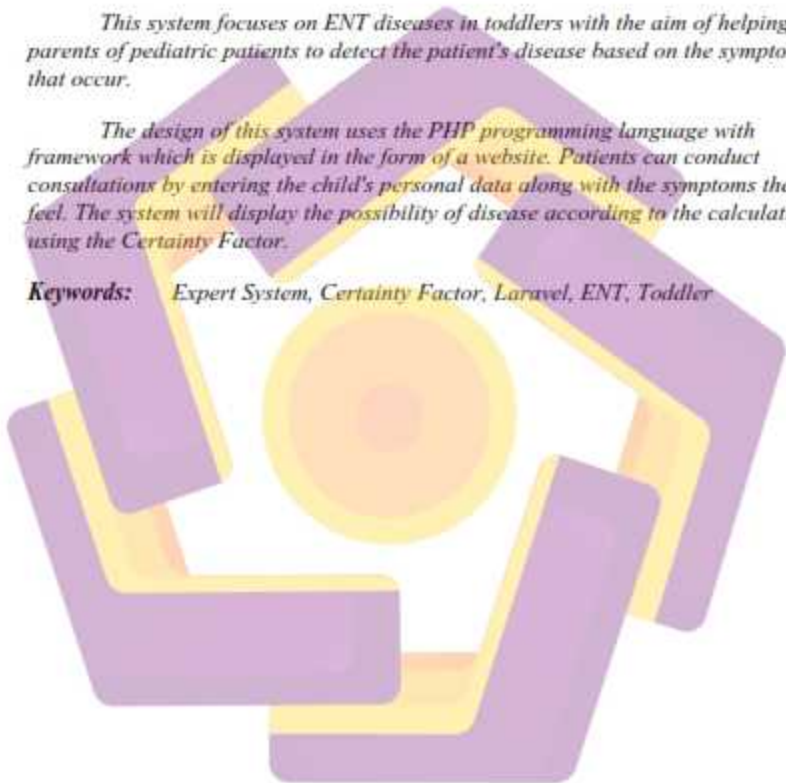 This system focuses on ENT diseases in toddlers with the aim of helping
parents of pediatric patients to detect the patient's disease based on the sympto
that occur.
The design of this system uses the PHP programming language with
framework which is displayed in the form of a website. Patients can conduct
consultations by entering the child's personal data along with the symptoms the
feel. The system will display the possibility of disease according to the calculat
using the Certainty Factor.
Keywords: Expert System, Certainty Factor, Laravel, ENT, Toddler